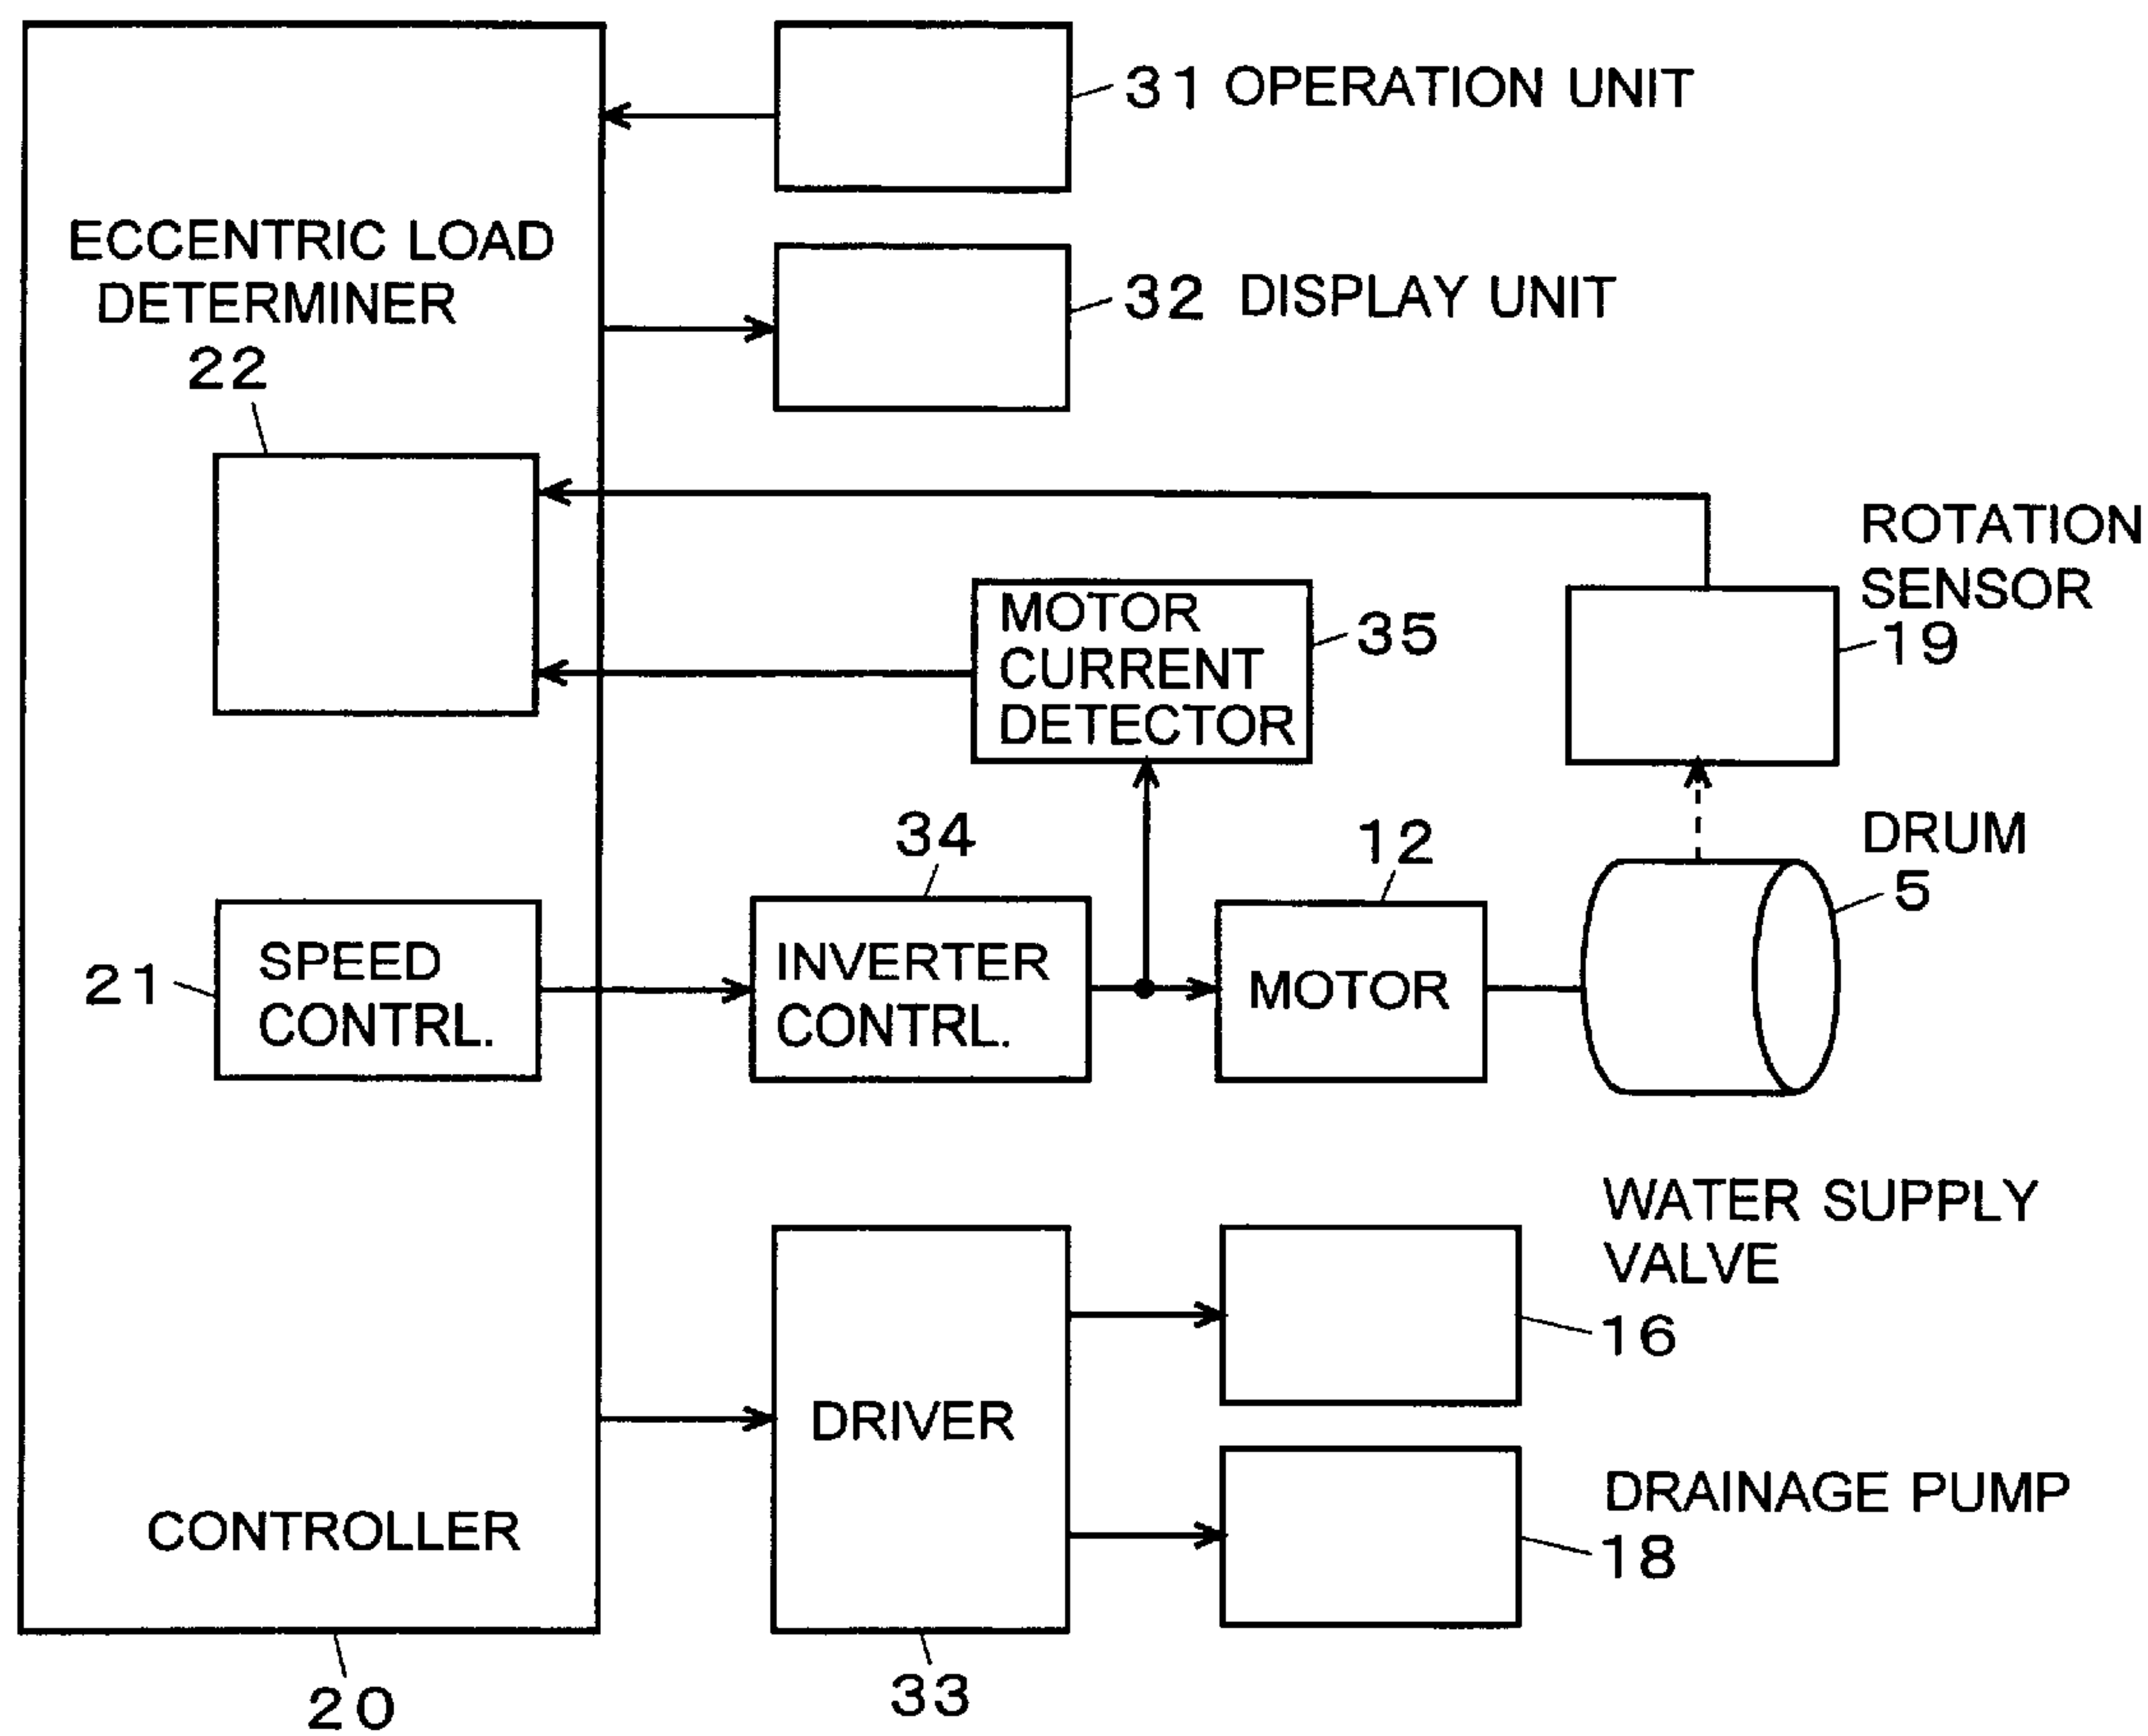 31 OPERATION UNIT
ECCENTRIC LOAD
DETERMINER
22
32 DISPLAY UNIT
ROTATION
SENSOR
19
MOTOR
CURRENT
DETECTOR
35
34
12
DRUM
5
21
SPEED
CONTRL.
INVERTER
CONTRL.
MOTOR
WATER SUPPLY
VALVE
16
DRIVER
DRAINAGE PUMP
18
CONTROLLER
20
33